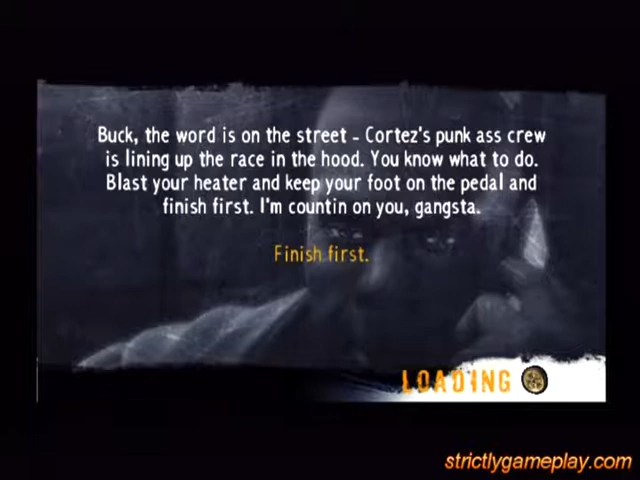 Buck, the word is on the street - Cortez's punk ass crew
is lining up the race in the hood. You know what to do.
Blast your heater and keep your foot on the pedal and
finish first. I'm countin on you, gangsta.
Finish first.
LOADING
strictlygameplay.com